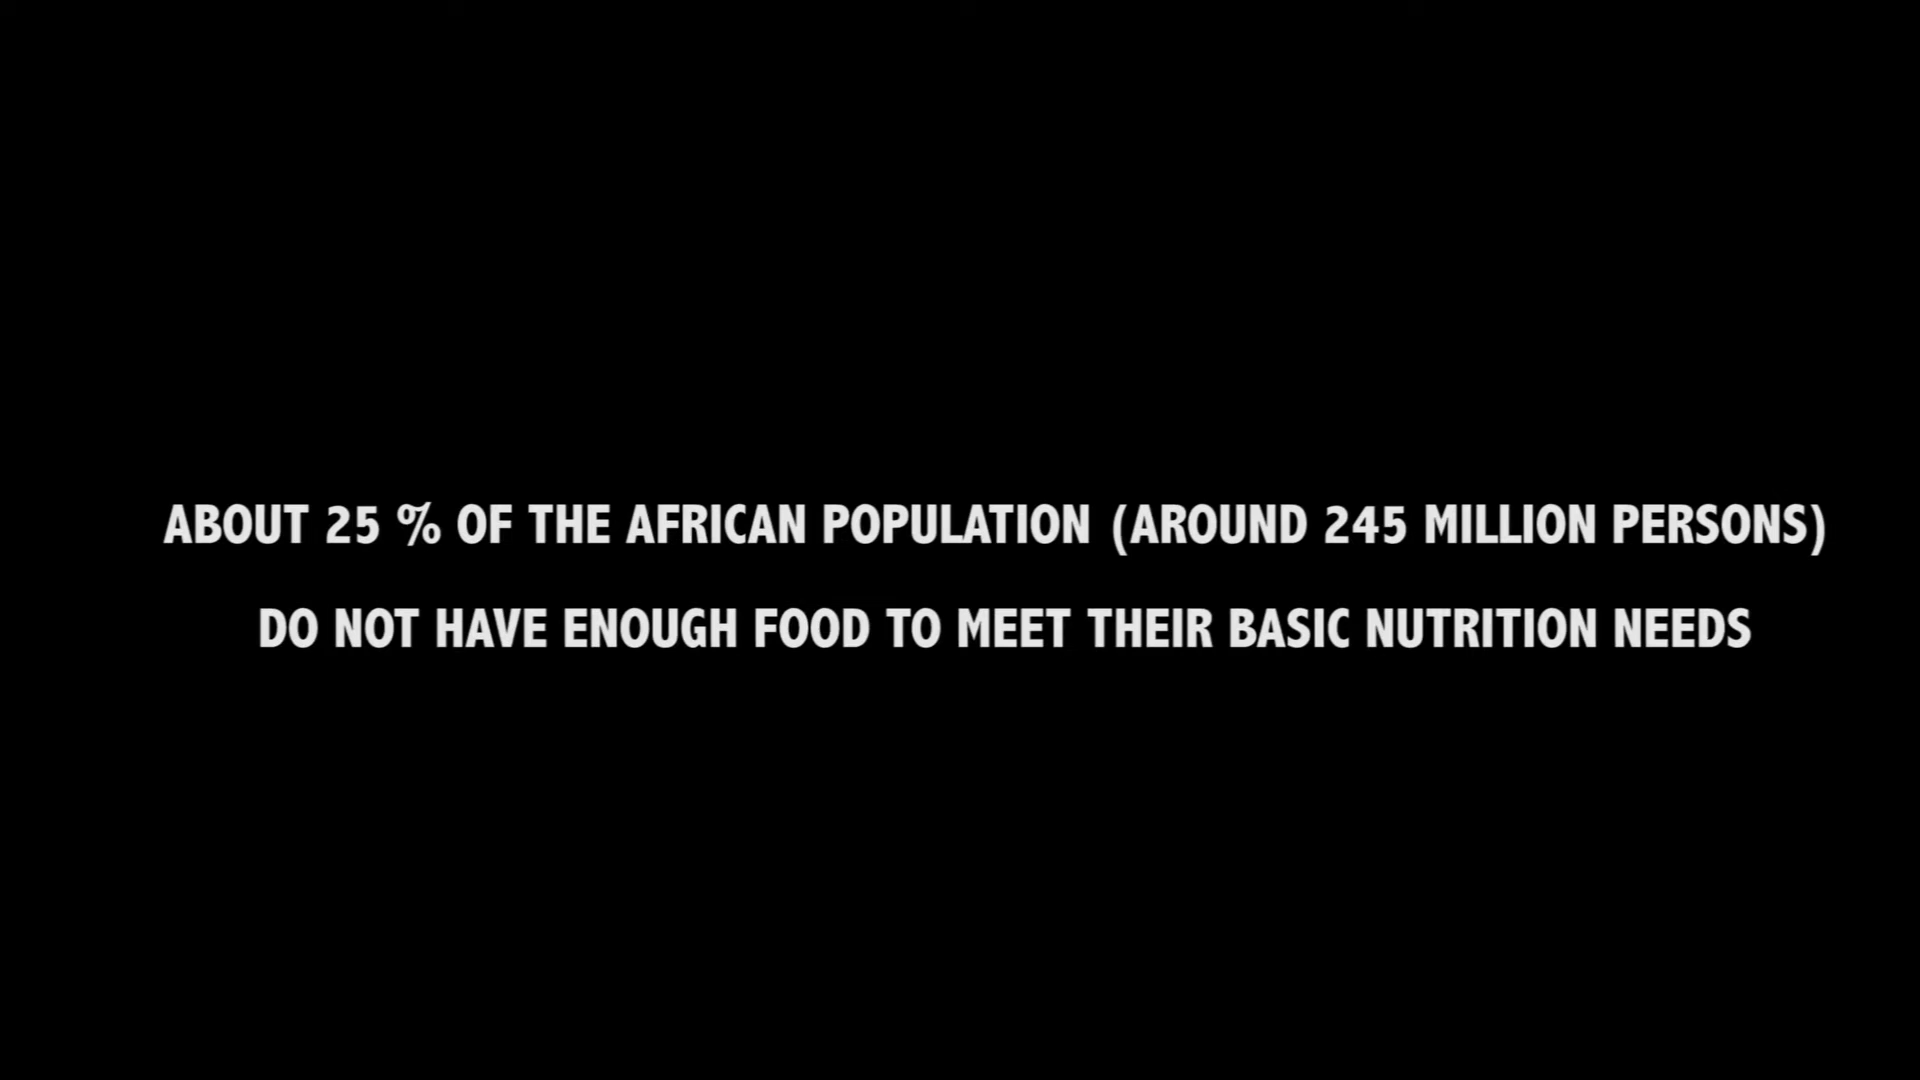 ABOUT 25 % OF THE AFRICAN POPULATION (AROUND 245 MILLION PERSONS)
DO NOT HAVE ENOUGH FOOD TO MEET THEIR BASIC NUTRITION NEEDS